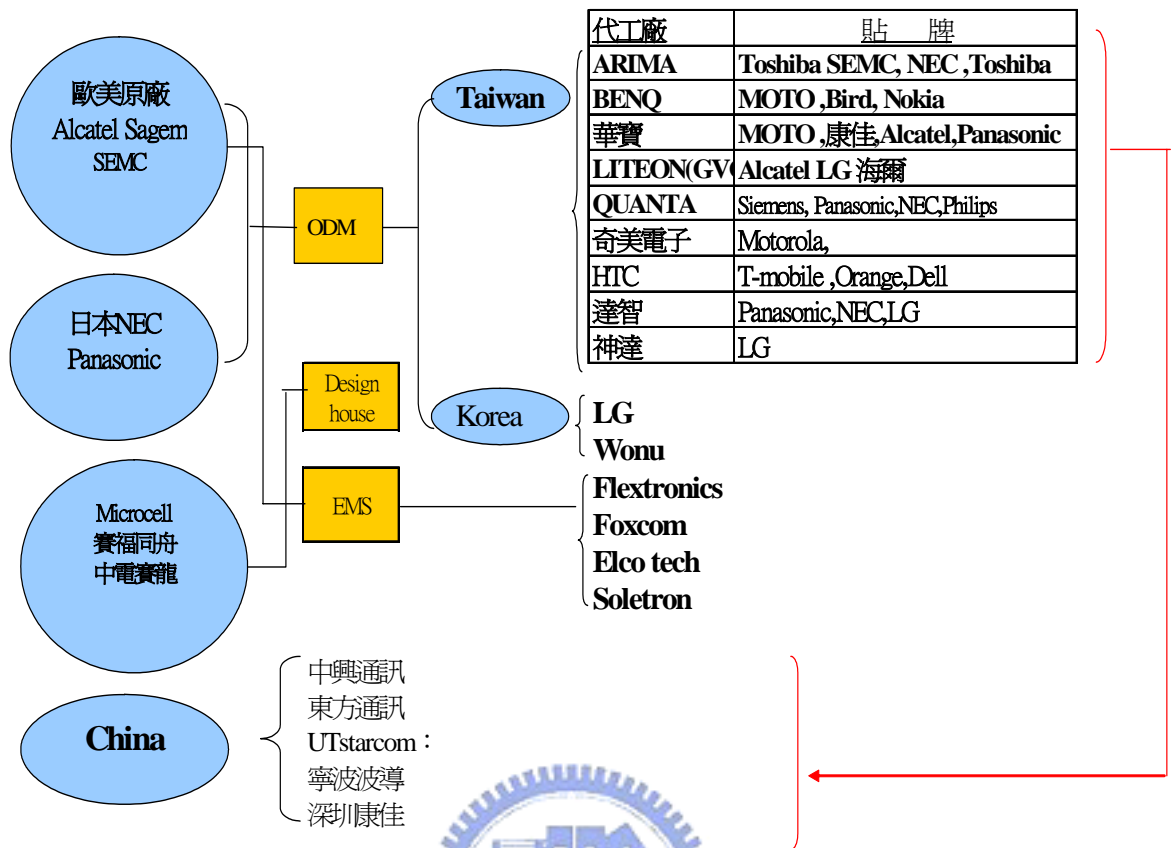 歐美原廠
Alcatel Sagem
SEMC
日本NEC
Panasonic
Microcell
賽福同舟
中電賽龍
China
ODM
Design
house
EMS
Taiwan
Korea
代工廠 貼 牌
ARIMA Toshiba SEMC, NEC ,Toshiba
BENQ MOTO ,Bird, Nokia
華寶 MOTO ,康佳,Alcatel,Panasonic
LITEON(GV Alcatel LG 海爾
QUANTA Siemens, Panasonic,NEC,Philips
奇美電子 Motorola,
HTC T-mobile ,Orange,Dell
達智 Panasonic,NEC,LG
神達 LG
LG
Wonu
Flextronics
Foxcom
Elco tech
Soletron
中興通訊
東方通訊
UTstarcom：
寧波波導
深圳康佳